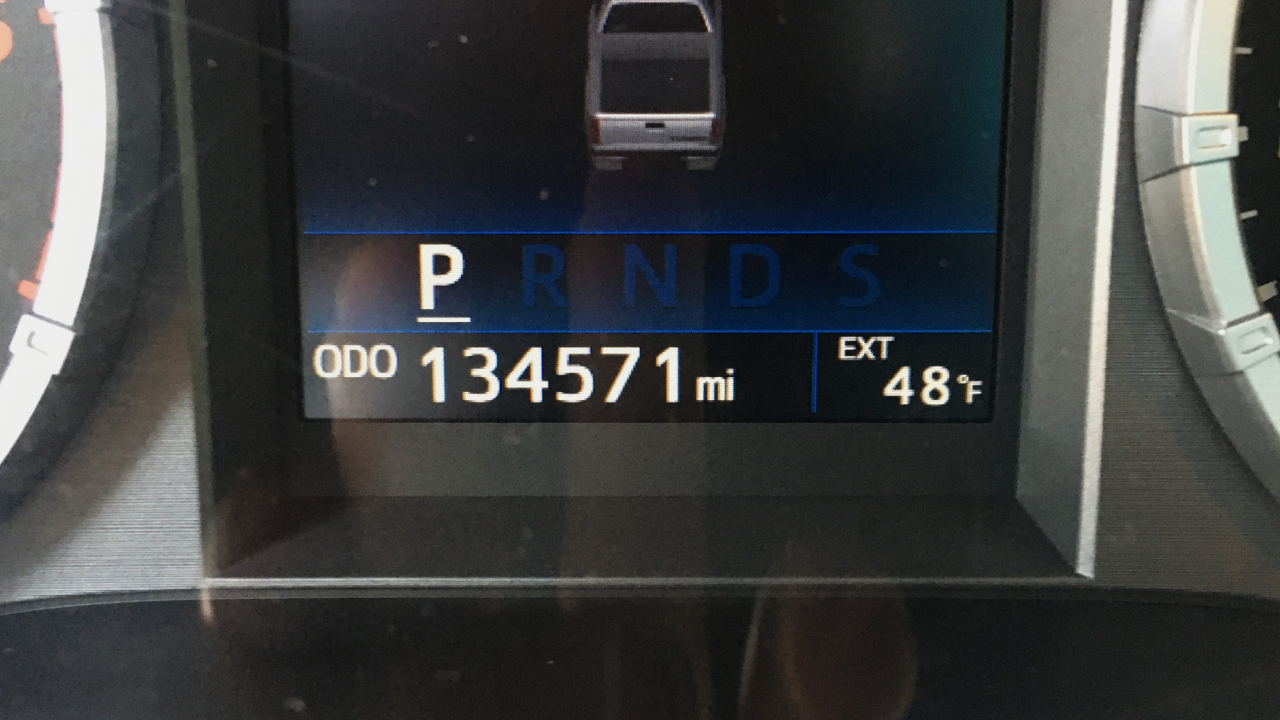 P R N D S
ODO 134571 mi EXT 48°F